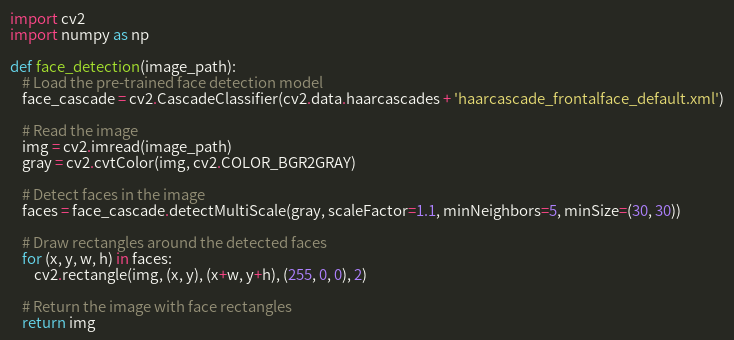 import cv2
import numpy as np
def face_detection(image_path):
# Load the pre-trained face detection model
face_cascade = cv2.CascadeClassifier(cv2.data.haarcascades + 'haarcascade_frontalface_default.xml')
# Read the image
img = cv2.imread(image_path)
gray = cv2.cvtColor(img, cv2.COLOR_BGR2GRAY)
# Detect faces in the image
faces = face_cascade.detectMultiScale(gray, scaleFactor=1.1, minNeighbors=5, minSize=(30, 30))
# Draw rectangles around the detected faces
for (x, y, w, h) in faces:
cv2.rectangle(img, (x, y), (x+w, y+h), (255, 0, 0), 2)
# Return the image with face rectangles
return img